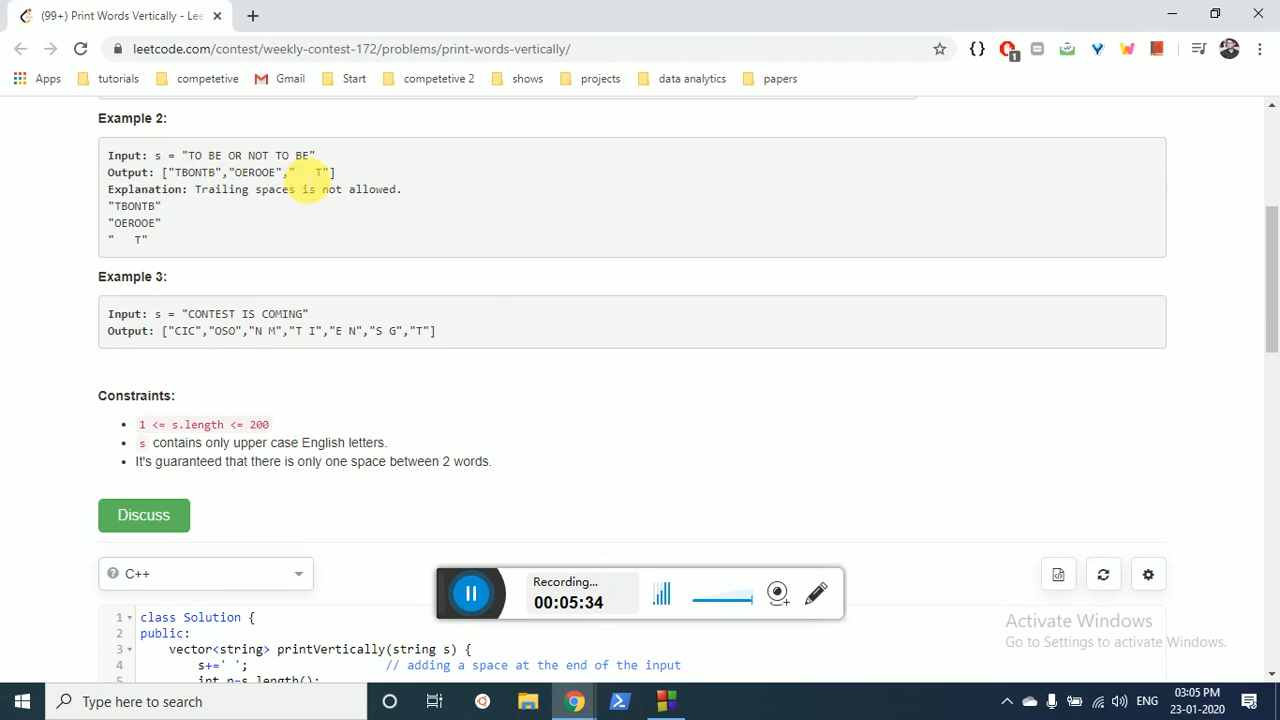 (99+) Print Words Vertically - Lee
leetcode.com/contest/weekly-contest-172/problems/print-words-vertically/
1
Apps tutorials competetive Gmail Start competetive 2 shows projects data analytics papers
Example 2:
Input: s = "TO BE OR NOT TO BE"
Output: ["TBONTB","OEROOE","   T"]
Explanation: Trailing spaces is not allowed.
"TBONTB"
"OEROOE"
"   T"
Example 3:
Input: s = "CONTEST IS COMING"
Output: ["CIC","OSO","N M","T I","E N","S G","T"]
Constraints:
1 <= s.length <= 200
s contains only upper case English letters.
It's guaranteed that there is only one space between 2 words.
Discuss
? C++
Recording...
00:05:34
1 class Solution {
2 public:
3 vector<string> printVertically(string s) {
4 s+=' '; // adding a space at the end of the input
5 int n=s.length();
Activate Windows
Go to Settings to activate Windows.
Type here to search
ENG
03:05 PM
23-01-2020